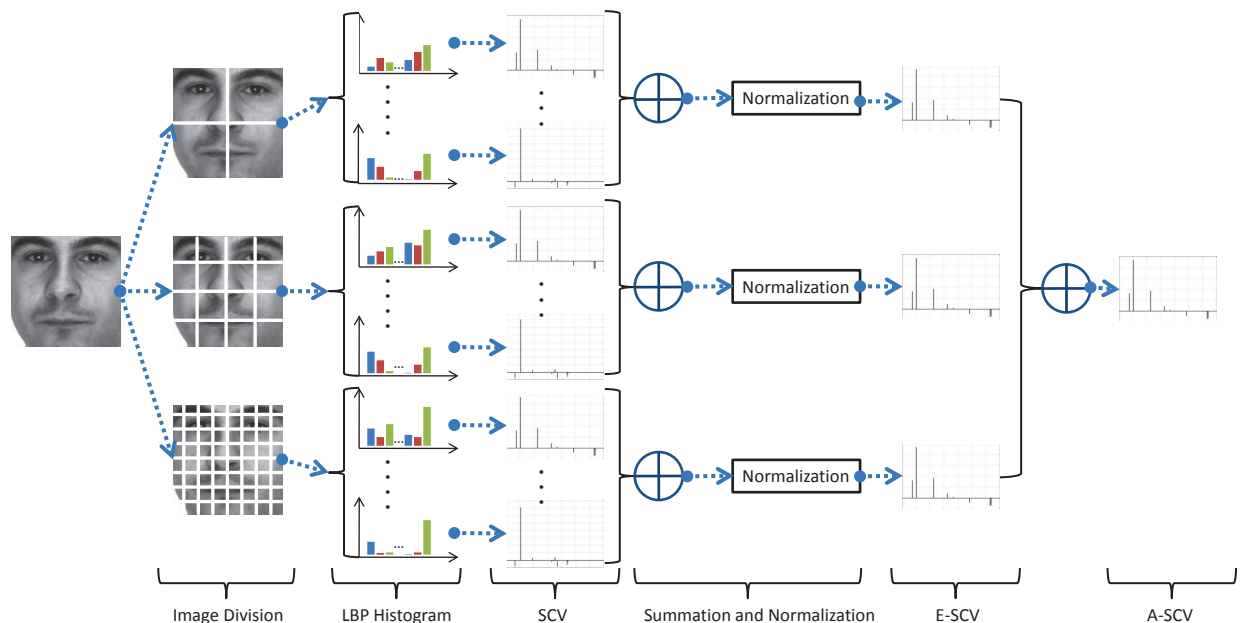 Normalization
Normalization
Normalization
...
...
...
...
...
...
Image Division
LBP Histogram
SCV
Summation and Normalization
E-SCV
A-SCV